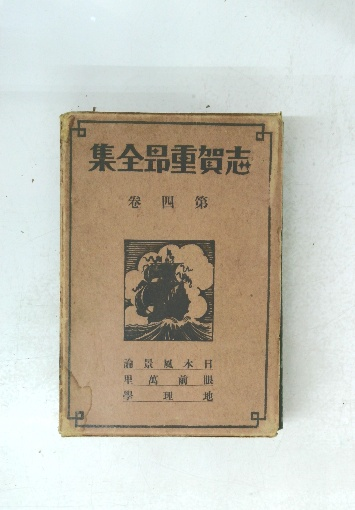 志賀重昂全集
第四卷
日本風景論
眼前萬里
地理學